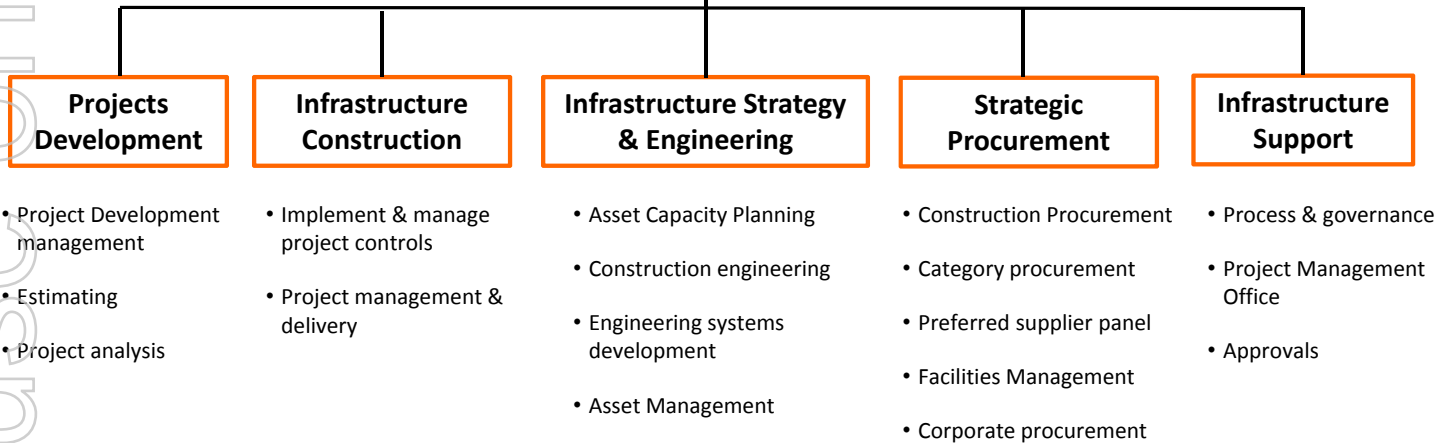 Projects
Development
Infrastructure
Construction
Infrastructure Strategy
& Engineering
Strategic
Procurement
Infrastructure
Support
• Project Development
management
• Estimating
• Project analysis
• Implement & manage
project controls
• Project management &
delivery
• Asset Capacity Planning
• Construction engineering
• Engineering systems
development
• Asset Management
• Construction Procurement
• Category procurement
• Preferred supplier panel
• Facilities Management
• Corporate procurement
• Process & governance
• Project Management
Office
• Approvals